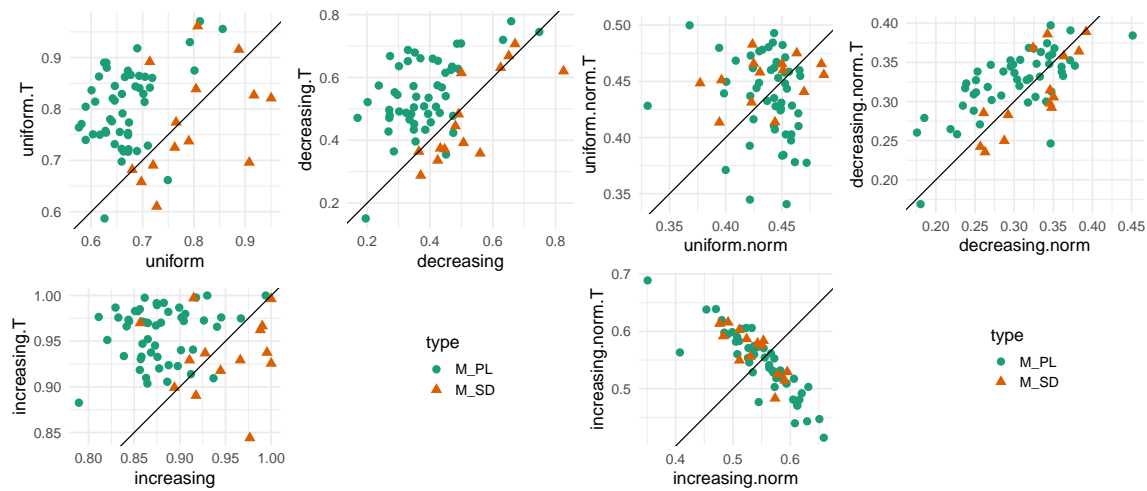 uniform.T
0.9
0.8
0.7
0.6
0.6
0.7
0.8
0.9
uniform
decreasing.T
0.8
0.6
0.4
0.2
0.2
0.4
0.6
0.8
decreasing
uniform.norm.T
0.50
0.45
0.40
0.35
0.35
0.40
0.45
uniform.norm
decreasing.norm.T
0.40
0.35
0.30
0.25
0.20
0.20
0.25
0.30
0.35
0.40
0.45
decreasing.norm
increasing.T
1.00
0.95
0.90
0.85
0.80
0.85
0.90
0.95
1.00
increasing
type
M_PL
M_SD
increasing.norm.T
0.7
0.6
0.5
0.4
0.4
0.5
0.6
increasing.norm
type
M_PL
M_SD